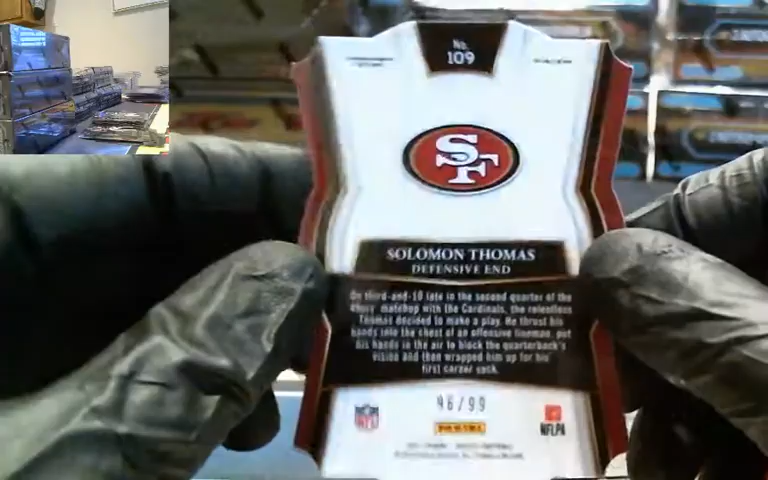 No.
109
SF
SOLOMON THOMAS
DEFENSIVE END
On third-and-10 late in the second quarter of the
49ers' matchup with the Cardinals, the relentless
Thomas decided to make a play. He thrust his
hands into the chest of an offensive lineman, put
his hands in the air to block the quarterback's
vision and then wrapped him up for his
first career sack.
96/99
NFL
PANINI
NFLPA